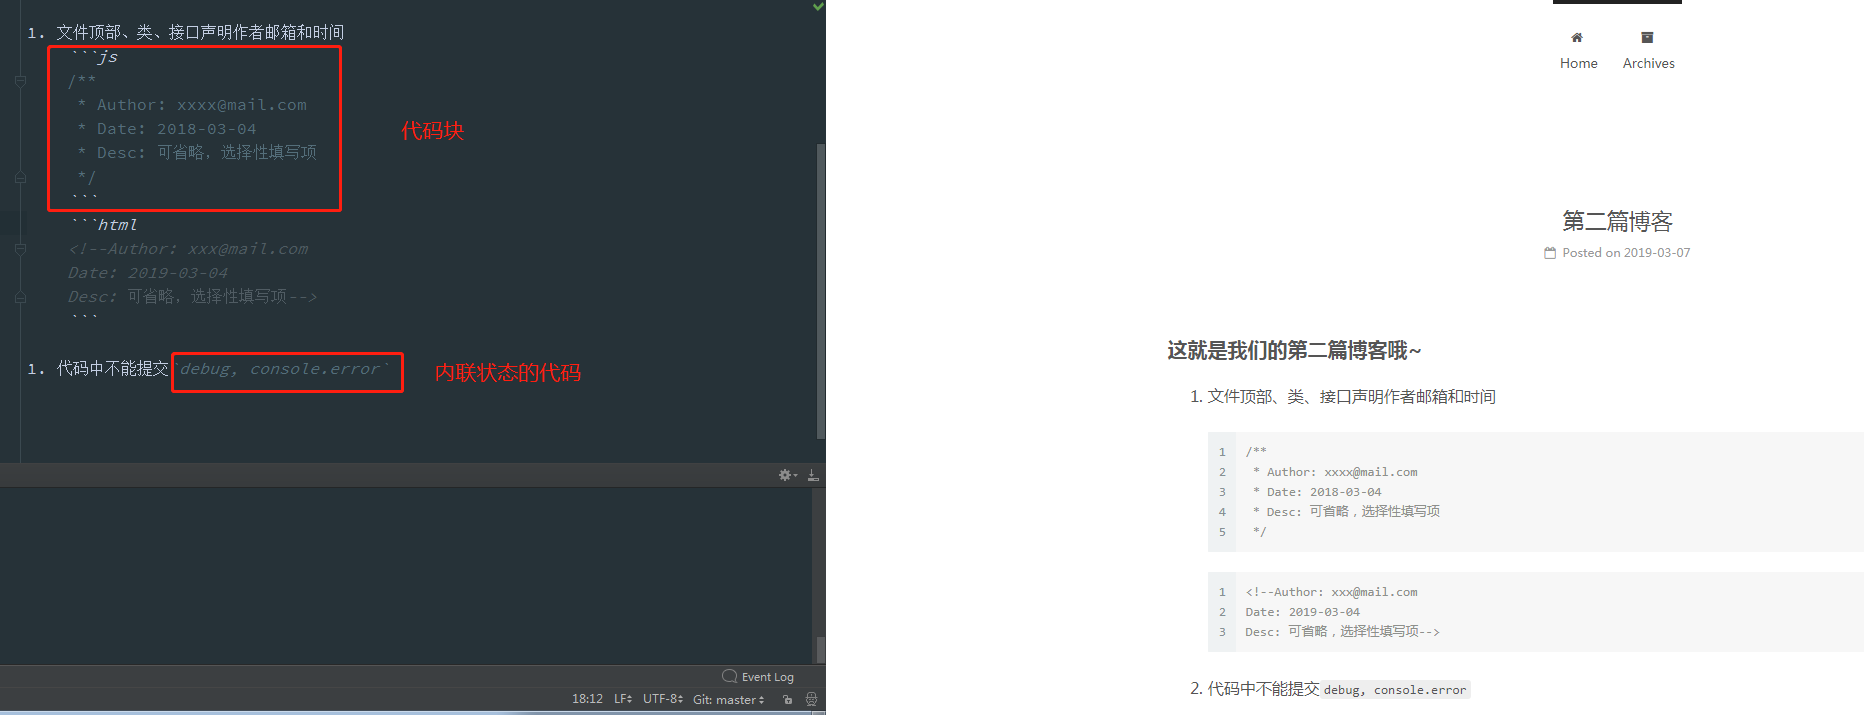 1. 文件顶部、类、接口声明作者邮箱和时间
```js
/**
* Author: xxxx@mail.com
* Date: 2018-03-04
* Desc: 可省略，选择性填写项
*/
```
代码块
```html
<!--Author: xxx@mail.com
Date: 2019-03-04
Desc: 可省略，选择性填写项-->
```
1. 代码中不能提交`debug, console.error`
内联状态的代码
Event Log
18:12 LF UTF-8 Git: master
Home
Archives
第二篇博客
Posted on 2019-03-07
这就是我们的第二篇博客哦~
1. 文件顶部、类、接口声明作者邮箱和时间
1 /**
2 * Author: xxxx@mail.com
3 * Date: 2018-03-04
4 * Desc: 可省略，选择性填写项
5 */
1 <!--Author: xxx@mail.com
2 Date: 2019-03-04
3 Desc: 可省略，选择性填写项-->
2. 代码中不能提交 debug, console.error